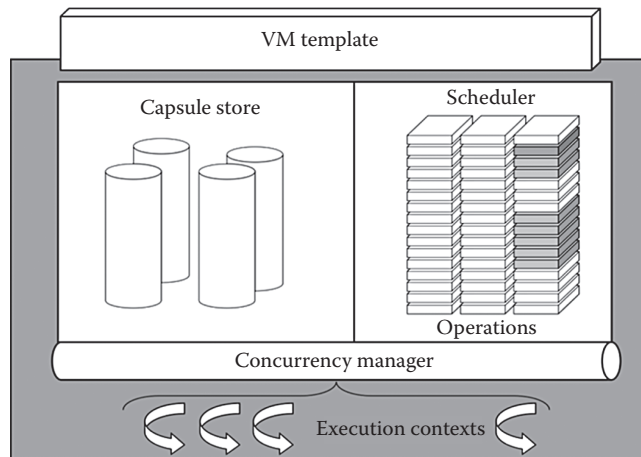 VM template
Capsule store
Scheduler
Operations
Concurrency manager
Execution contexts